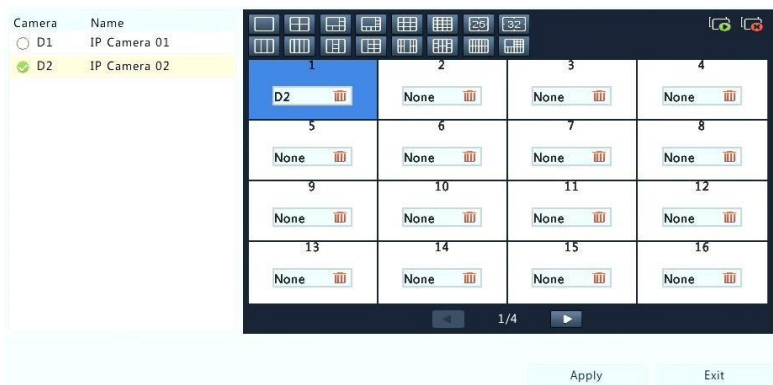 Camera Name
D1 IP Camera 01
D2 IP Camera 02
25 32
1 2 3 4
D2 None None None
5 6 7 8
None None None None
9 10 11 12
None None None None
13 14 15 16
None None None None
1/4
Apply Exit